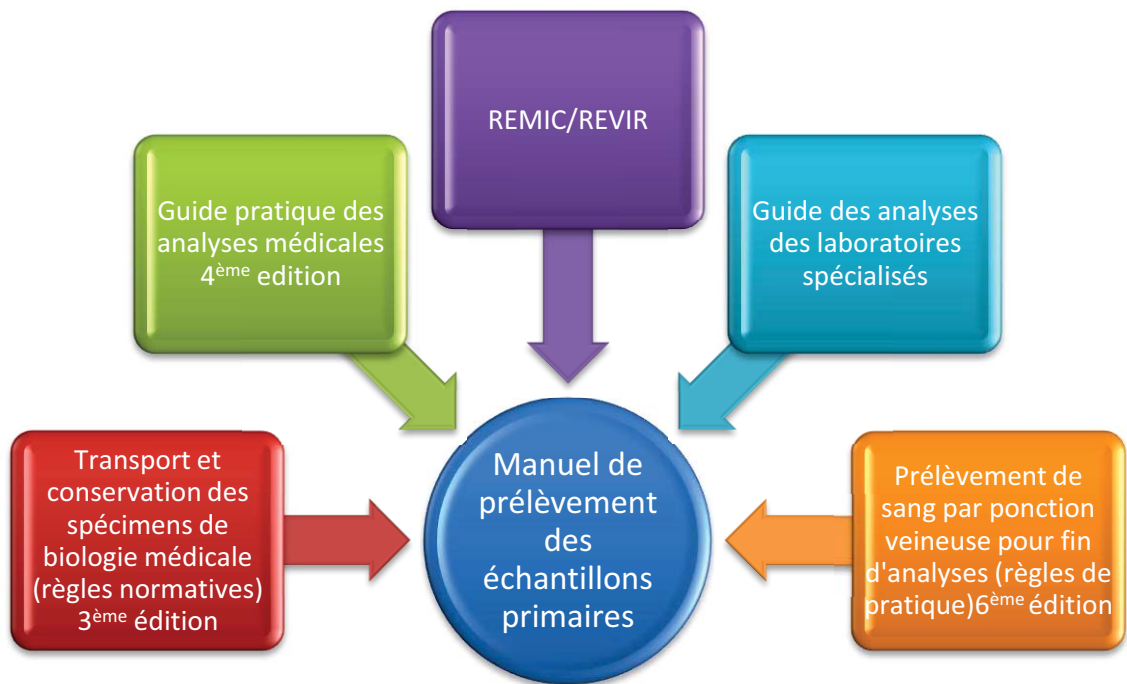 REMIC/REVIR
Guide pratique des
analyses médicales
4ème edition
Guide des analyses
des laboratoires
spécialisés
Transport et
conservation des
spécimens de
biologie médicale
(règles normatives)
3ème édition
Manuel de
prélèvement
des
échantillons
primaires
Prélèvement de
sang par ponction
veineuse pour fin
d'analyses (règles de
pratique)6ème édition